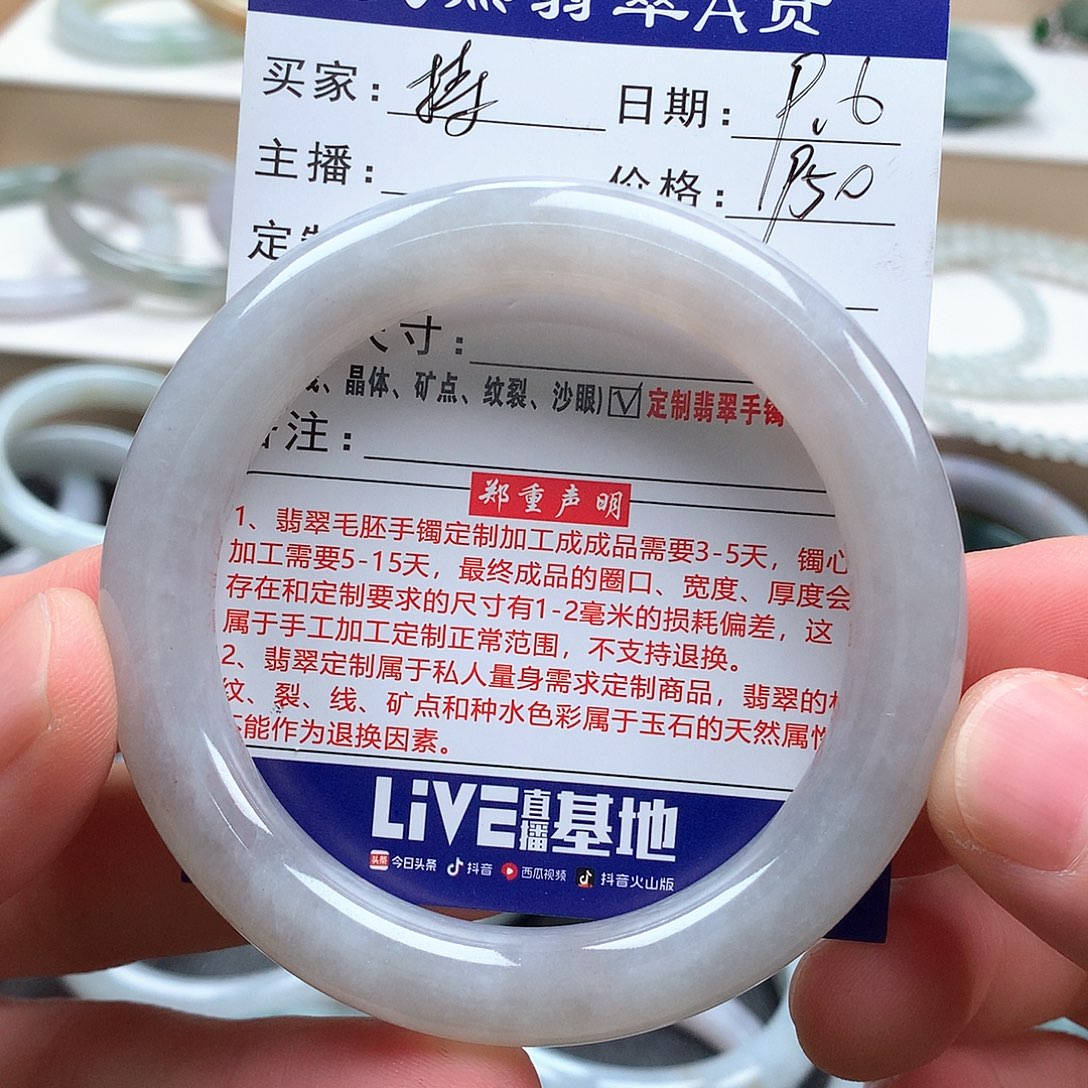 翡翠A货
买家：
日期：9.6
主播：
价格：950
定制
尺寸：
、晶体、矿点、纹裂、沙眼)☑定制翡翠手镯
注：
郑重声明
1、翡翠毛胚手镯定制加工成成品需要3-5天，镯心
加工需要5-15天，最终成品的圈口、宽度、厚度会
存在和定制要求的尺寸有1-2毫米的损耗偏差，这
属于手工加工定制正常范围，不支持退换。
2、翡翠定制属于私人量身需求定制商品，翡翠的
纹、裂、线、矿点和种水色彩属于玉石的天然属性
能作为退换因素。
LiVE直播基地
头条 今日头条 抖音 西瓜视频 抖音火山版